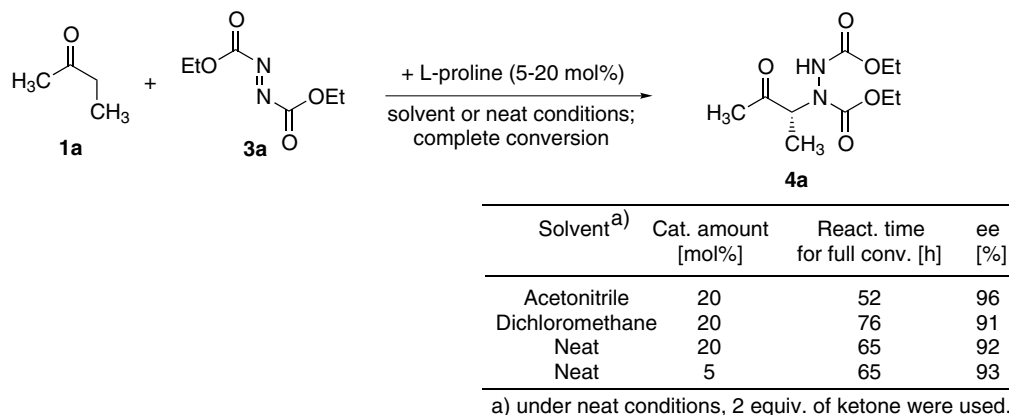 O
H₃C
CH₃
1a
+
O
EtO
N
N
OEt
O
3a
+ L-proline (5-20 mol%)
solvent or neat conditions;
complete conversion
O
HN
OEt
O
N
OEt
H₃C
CH₃
O
4a
Solvent a) Cat. amount React. time ee
[mol%] for full conv. [h] [%]
Acetonitrile 20 52 96
Dichloromethane 20 76 91
Neat 20 65 92
Neat 5 65 93
a) under neat conditions, 2 equiv. of ketone were used.